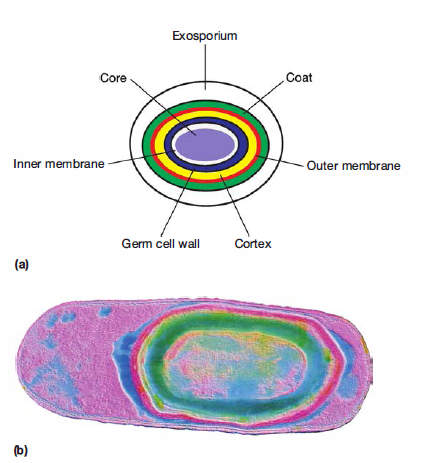 Exosporium
Core
Coat
Inner membrane
Outer membrane
Germ cell wall
Cortex
(a)
(b)